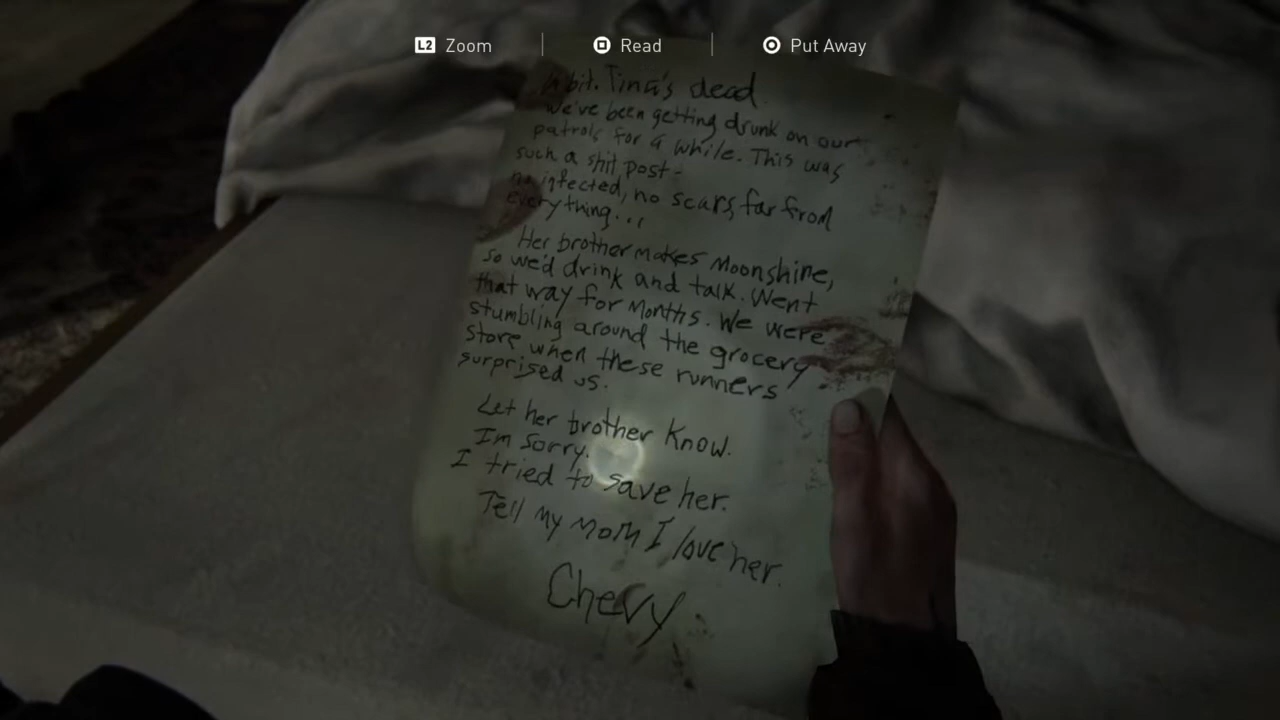 L2 Zoom | Read | Put Away
bit. Tina's dead.
We've been getting drunk on our
patrols for a while. This was
such a shit post-
no infected, no scars, far from
everything...
Her brother makes Moonshine,
so we'd drink and talk. Went
that way for months. We were
stumbling around the grocery
store when these runners
surprised us.
Let her brother know.
Im sorry.
I tried to save her.
Tell my mom I love her.
Chevy